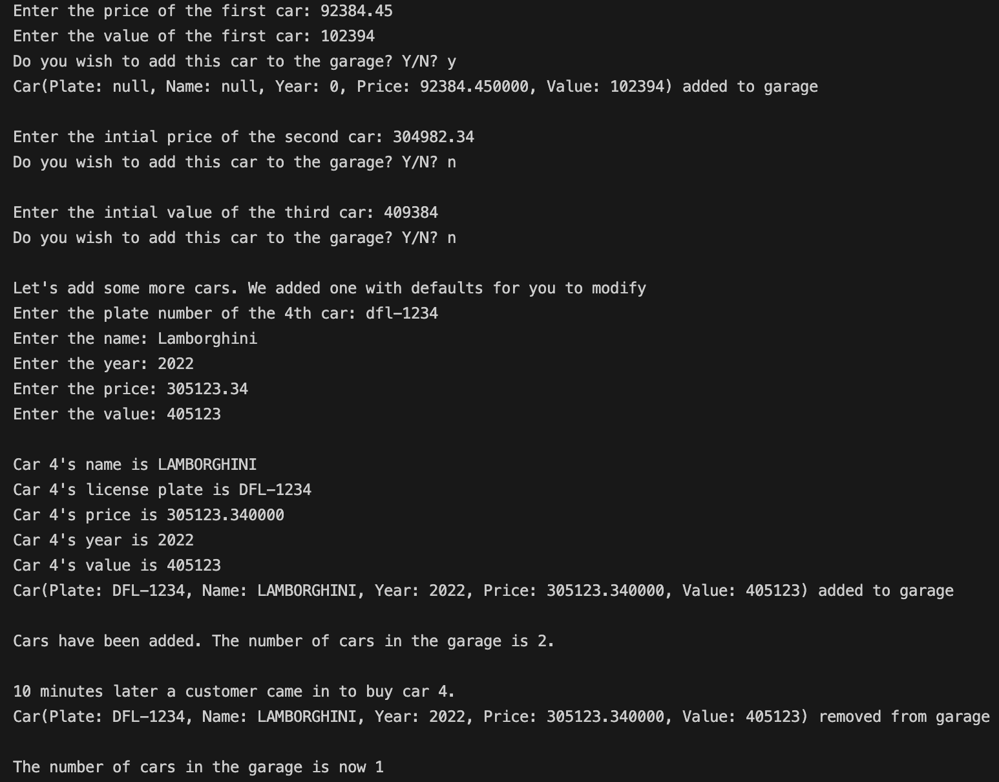 Enter the price of the first car: 92384.45
Enter the value of the first car: 102394
Do you wish to add this car to the garage? Y/N? y
Car(Plate: null, Name: null, Year: 0, Price: 92384.450000, Value: 102394) added to garage
Enter the intial price of the second car: 304982.34
Do you wish to add this car to the garage? Y/N? n
Enter the intial value of the third car: 409384
Do you wish to add this car to the garage? Y/N? n
Let's add some more cars. We added one with defaults for you to modify
Enter the plate number of the 4th car: dfl-1234
Enter the name: Lamborghini
Enter the year: 2022
Enter the price: 305123.34
Enter the value: 405123
Car 4's name is LAMBORGHINI
Car 4's license plate is DFL-1234
Car 4's price is 305123.340000
Car 4's year is 2022
Car 4's value is 405123
Car(Plate: DFL-1234, Name: LAMBORGHINI, Year: 2022, Price: 305123.340000, Value: 405123) added to garage
Cars have been added. The number of cars in the garage is 2.
10 minutes later a customer came in to buy car 4.
Car(Plate: DFL-1234, Name: LAMBORGHINI, Year: 2022, Price: 305123.340000, Value: 405123) removed from garage
The number of cars in the garage is now 1